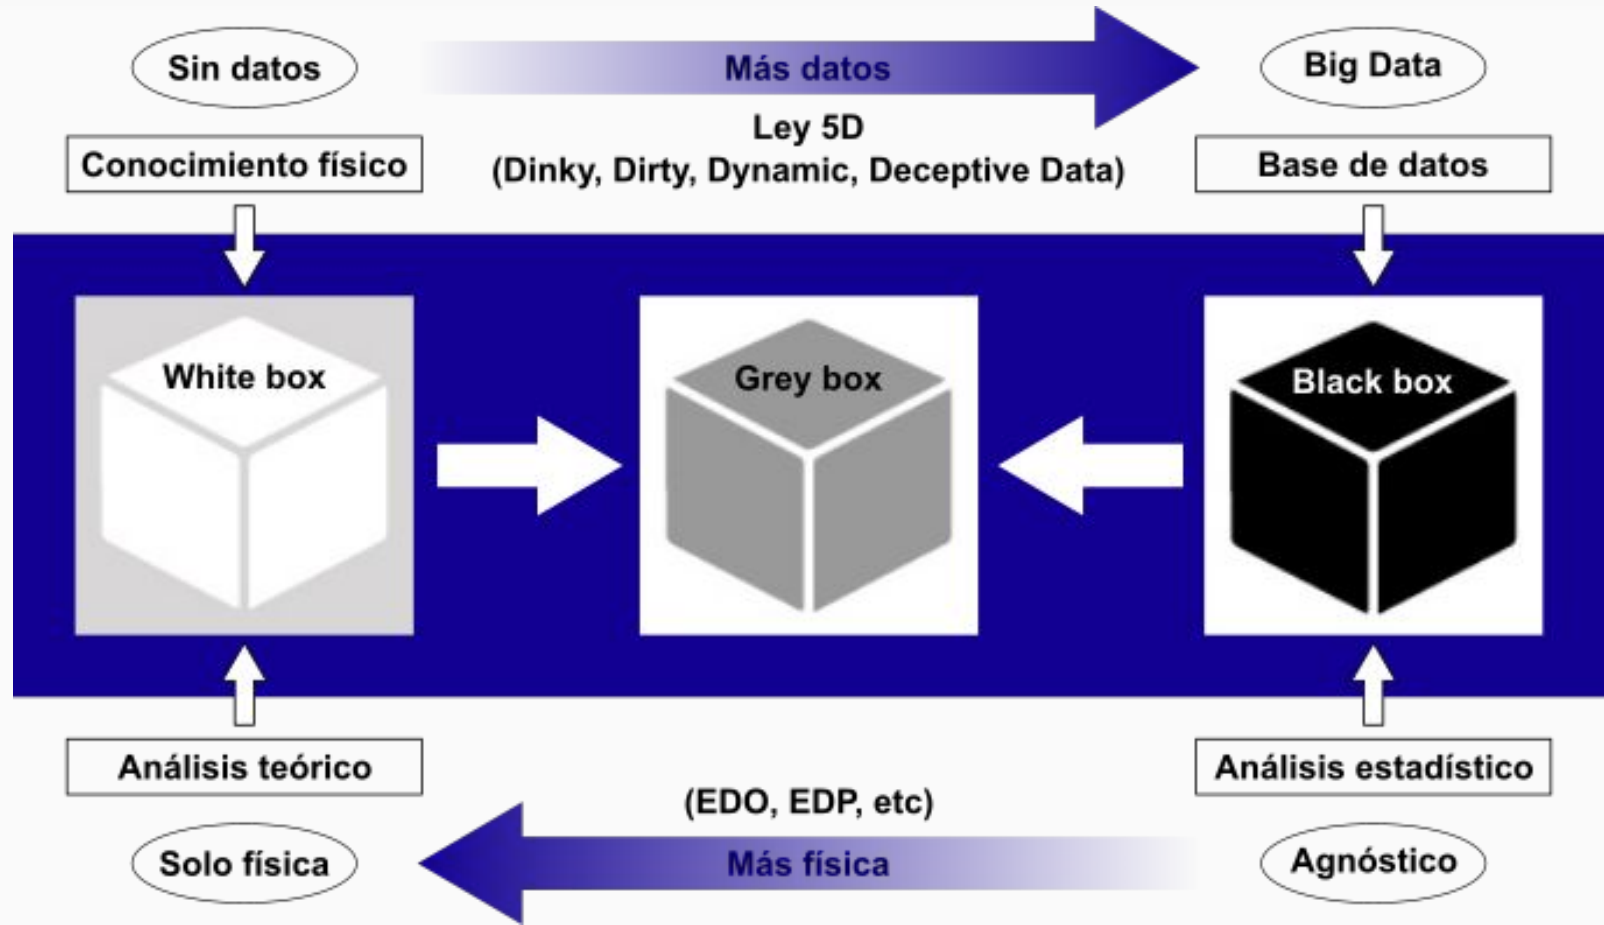 Sin datos
Más datos
Big Data
Ley 5D
(Dinky, Dirty, Dynamic, Deceptive Data)
Conocimiento físico
Base de datos
White box
Grey box
Black box
Análisis teórico
Análisis estadístico
(EDO, EDP, etc)
Solo física
Más física
Agnóstico